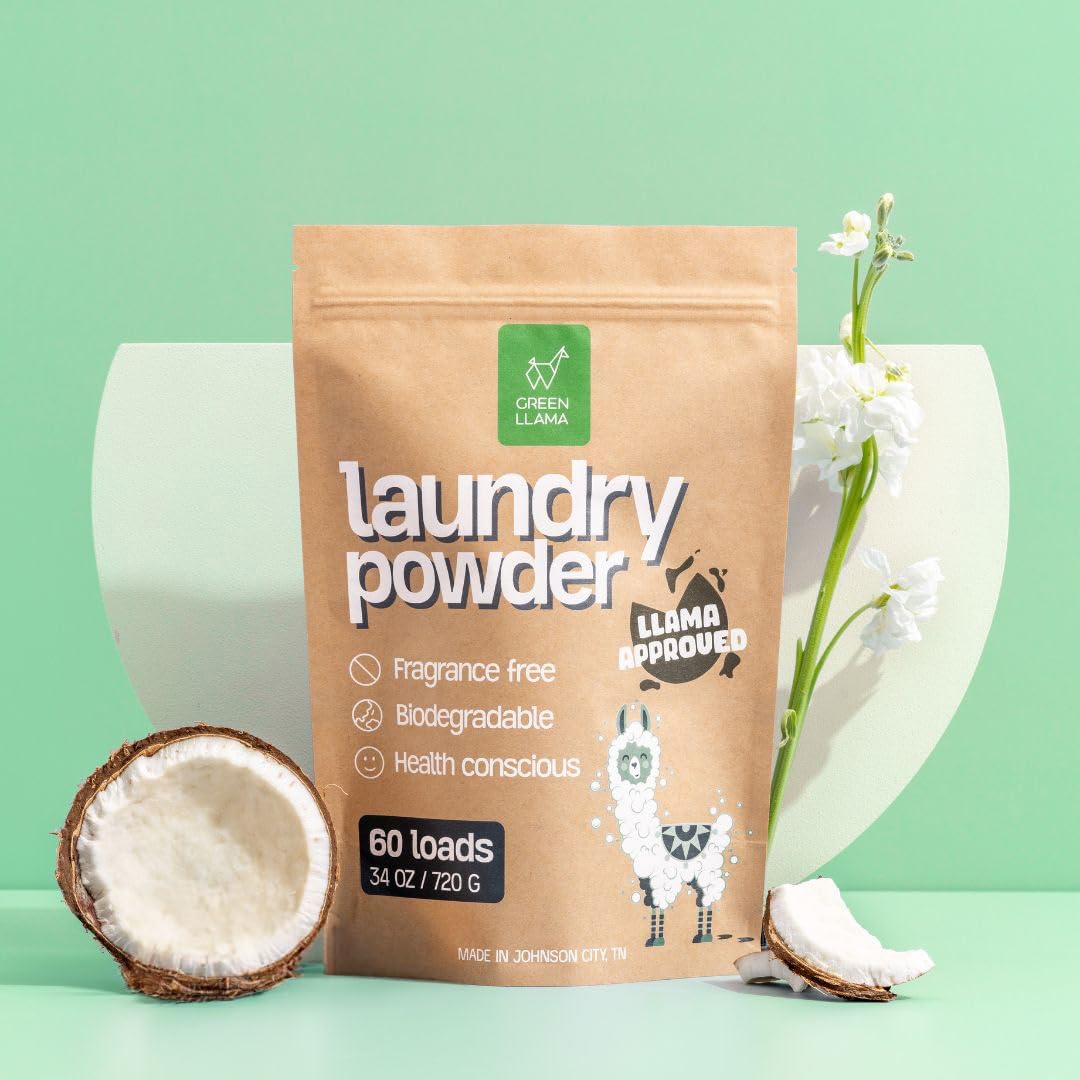 GREEN
LLAMA
laundry
powder
LLAMA
APPROVED
Fragrance free
Biodegradable
Health conscious
60 loads
34 OZ / 720 G
MADE IN JOHNSON CITY, TN